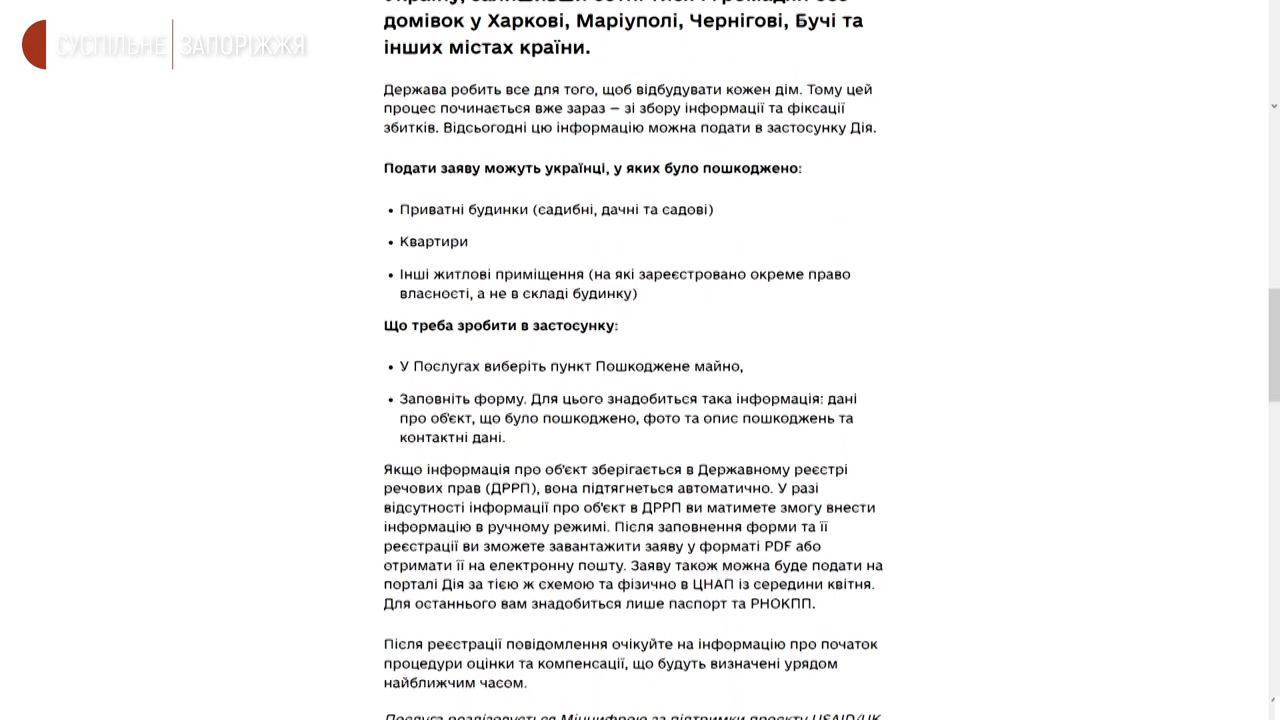 СУСПІЛЬНЕ ЗАПОРІЖЖЯ
домівок у Харкові, Маріуполі, Чернігові, Бучі та
інших містах країни.
Держава робить все для того, щоб відбудувати кожен дім. Тому цей
процес починається вже зараз — зі збору інформації та фіксації
збитків. Відсьогодні цю інформацію можна подати в застосунку Дія.
Подати заяву можуть українці, у яких було пошкоджено:
• Приватні будинки (садибні, дачні та садові)
• Квартири
• Інші житлові приміщення (на які зареєстровано окреме право
власності, а не в складі будинку)
Що треба зробити в застосунку:
• У Послугах виберіть пункт Пошкоджене майно,
• Заповніть форму. Для цього знадобиться така інформація: дані
про об'єкт, що було пошкоджено, фото та опис пошкоджень та
контактні дані.
Якщо інформація про об'єкт зберігається в Державному реєстрі
речових прав (ДРРП), вона підтягнеться автоматично. У разі
відсутності інформації про об'єкт в ДРРП ви матимете змогу внести
інформацію в ручному режимі. Після заповнення форми та її
реєстрації ви зможете завантажити заяву у форматі PDF або
отримати її на електронну пошту. Заяву також можна буде подати на
порталі Дія за тією ж схемою та фізично в ЦНАП із середини квітня.
Для останнього вам знадобиться лише паспорт та РНОКПП.
Після реєстрації повідомлення очікуйте на інформацію про початок
процедури оцінки та компенсації, що будуть визначені урядом
найближчим часом.
Послуга реалізовується Мінцифрою за підтримки проєкту USAID/UK